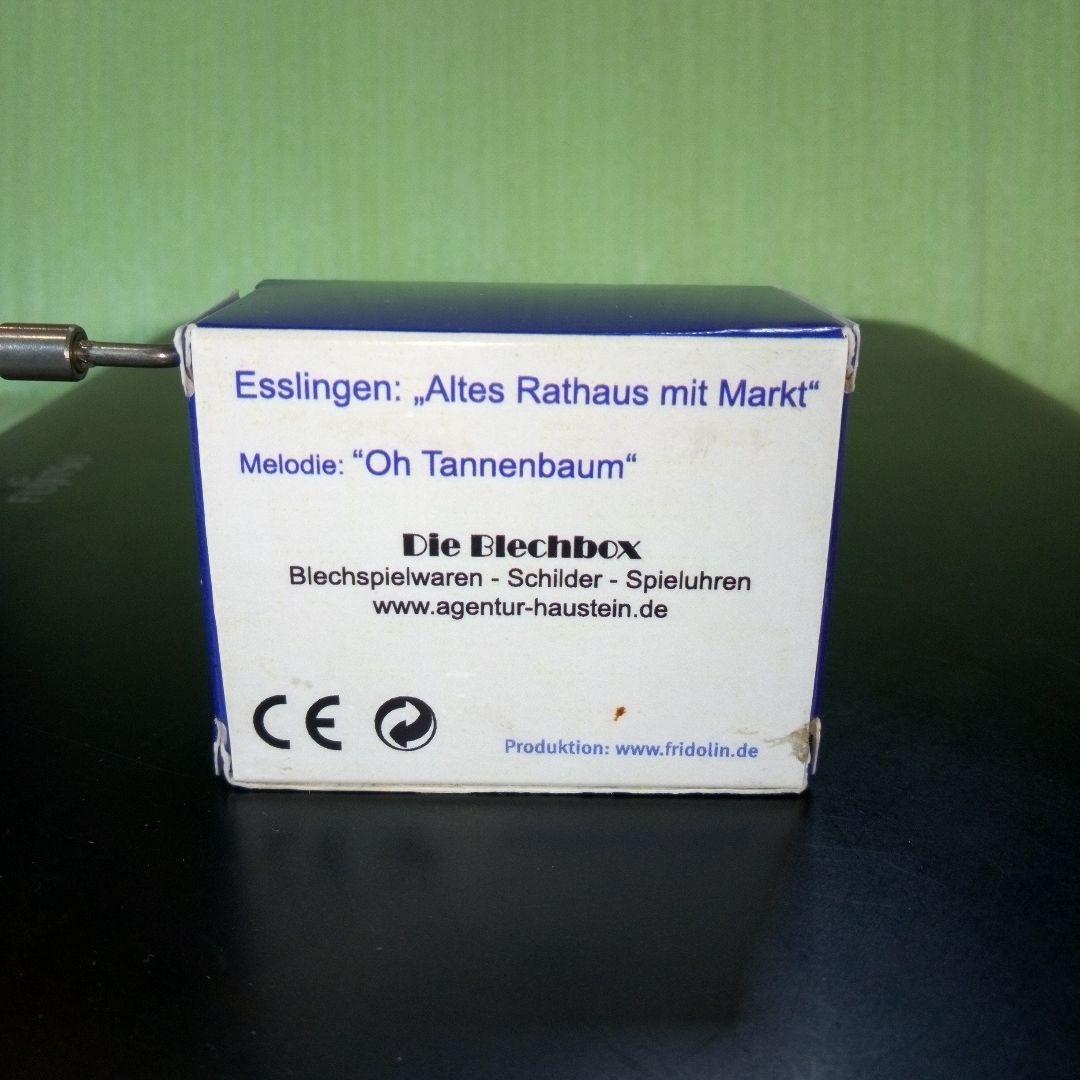 Esslingen: „Altes Rathaus mit Markt“
Melodie: “Oh Tannenbaum“
Die Blechbox
Blechspielwaren - Schilder - Spieluhren
www.agentur-haustein.de
CE
Produktion: www.fridolin.de